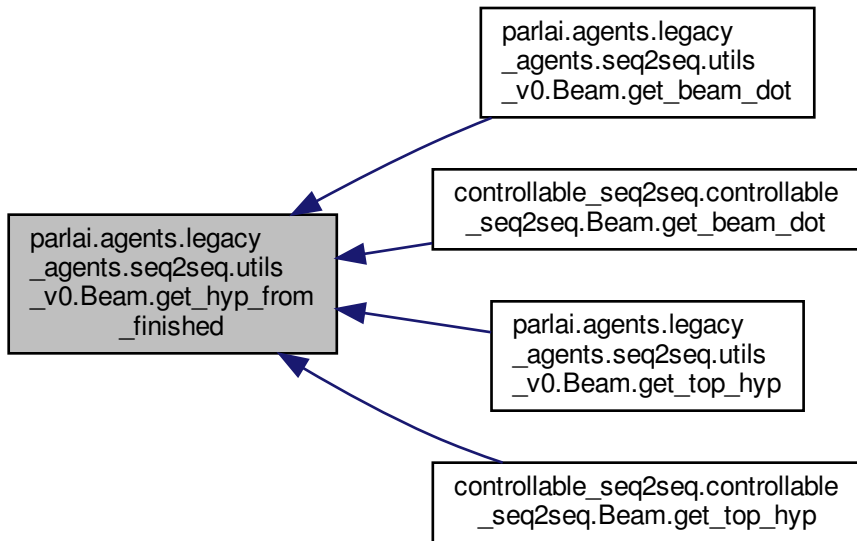 parlai.agents.legacy
_agents.seq2seq.utils
_v0.Beam.get_beam_dot
controllable_seq2seq.controllable
_seq2seq.Beam.get_beam_dot
parlai.agents.legacy
_agents.seq2seq.utils
_v0.Beam.get_hyp_from
_finished
parlai.agents.legacy
_agents.seq2seq.utils
_v0.Beam.get_top_hyp
controllable_seq2seq.controllable
_seq2seq.Beam.get_top_hyp